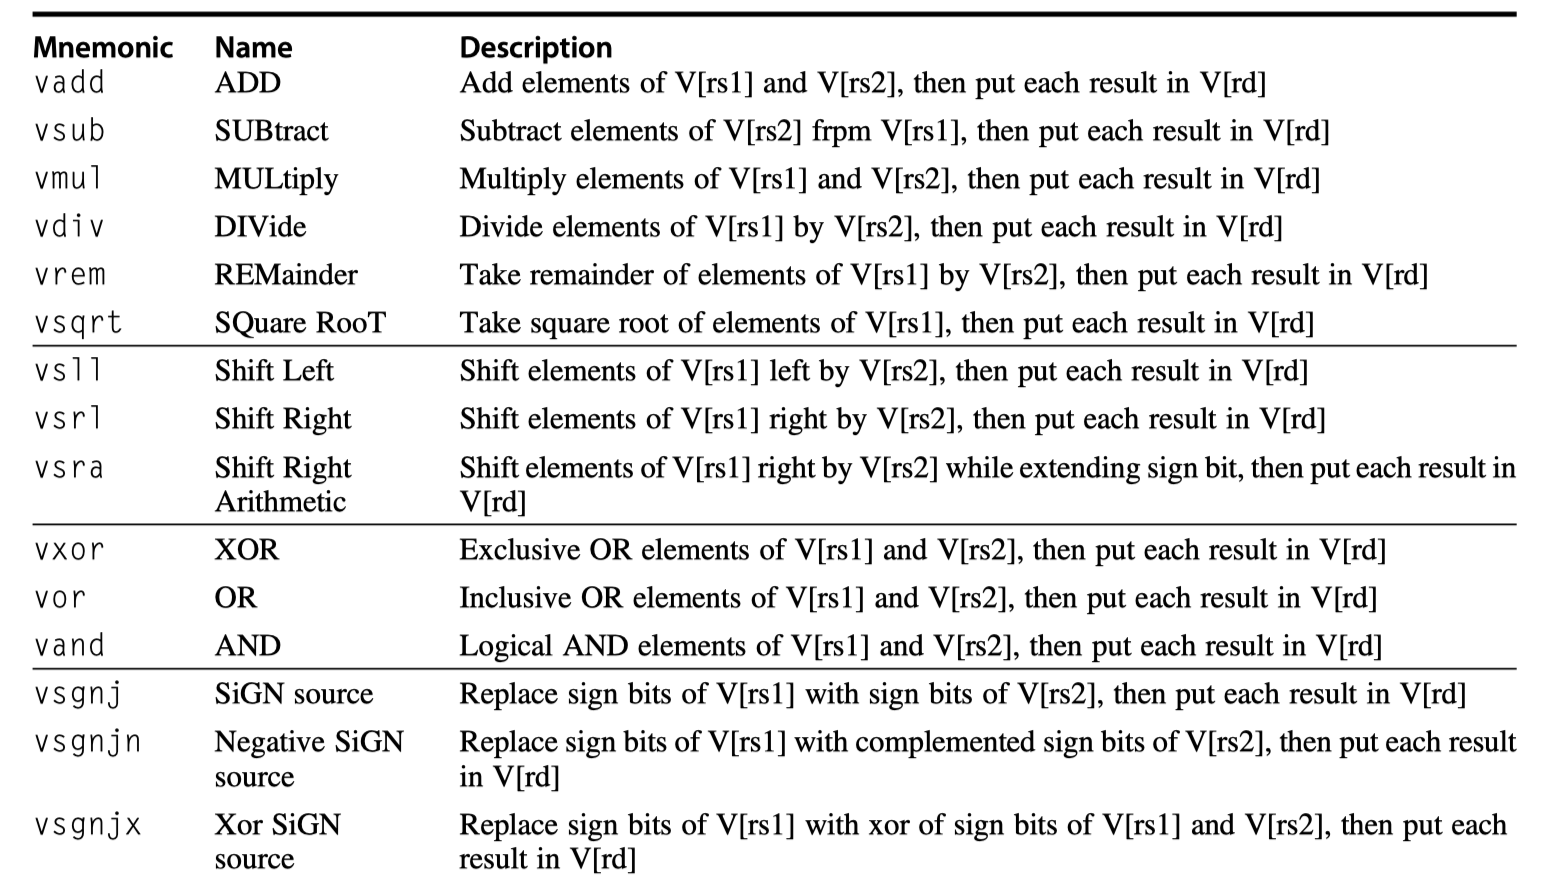 Mnemonic Name Description
vadd ADD Add elements of V[rs1] and V[rs2], then put each result in V[rd]
vsub SUBtract Subtract elements of V[rs2] frpm V[rs1], then put each result in V[rd]
vmul MULtiply Multiply elements of V[rs1] and V[rs2], then put each result in V[rd]
vdiv DIVide Divide elements of V[rs1] by V[rs2], then put each result in V[rd]
vrem REMainder Take remainder of elements of V[rs1] by V[rs2], then put each result in V[rd]
vsqrt SQuare RooT Take square root of elements of V[rs1], then put each result in V[rd]
vsll Shift Left Shift elements of V[rs1] left by V[rs2], then put each result in V[rd]
vsrl Shift Right Shift elements of V[rs1] right by V[rs2], then put each result in V[rd]
vsra Shift Right Shift elements of V[rs1] right by V[rs2] while extending sign bit, then put each result in
Arithmetic V[rd]
vxor XOR Exclusive OR elements of V[rs1] and V[rs2], then put each result in V[rd]
vor OR Inclusive OR elements of V[rs1] and V[rs2], then put each result in V[rd]
vand AND Logical AND elements of V[rs1] and V[rs2], then put each result in V[rd]
vsgnj SiGN source Replace sign bits of V[rs1] with sign bits of V[rs2], then put each result in V[rd]
vsgnjn Negative SiGN Replace sign bits of V[rs1] with complemented sign bits of V[rs2], then put each result
source in V[rd]
vsgnjx Xor SiGN Replace sign bits of V[rs1] with xor of sign bits of V[rs1] and V[rs2], then put each
source result in V[rd]